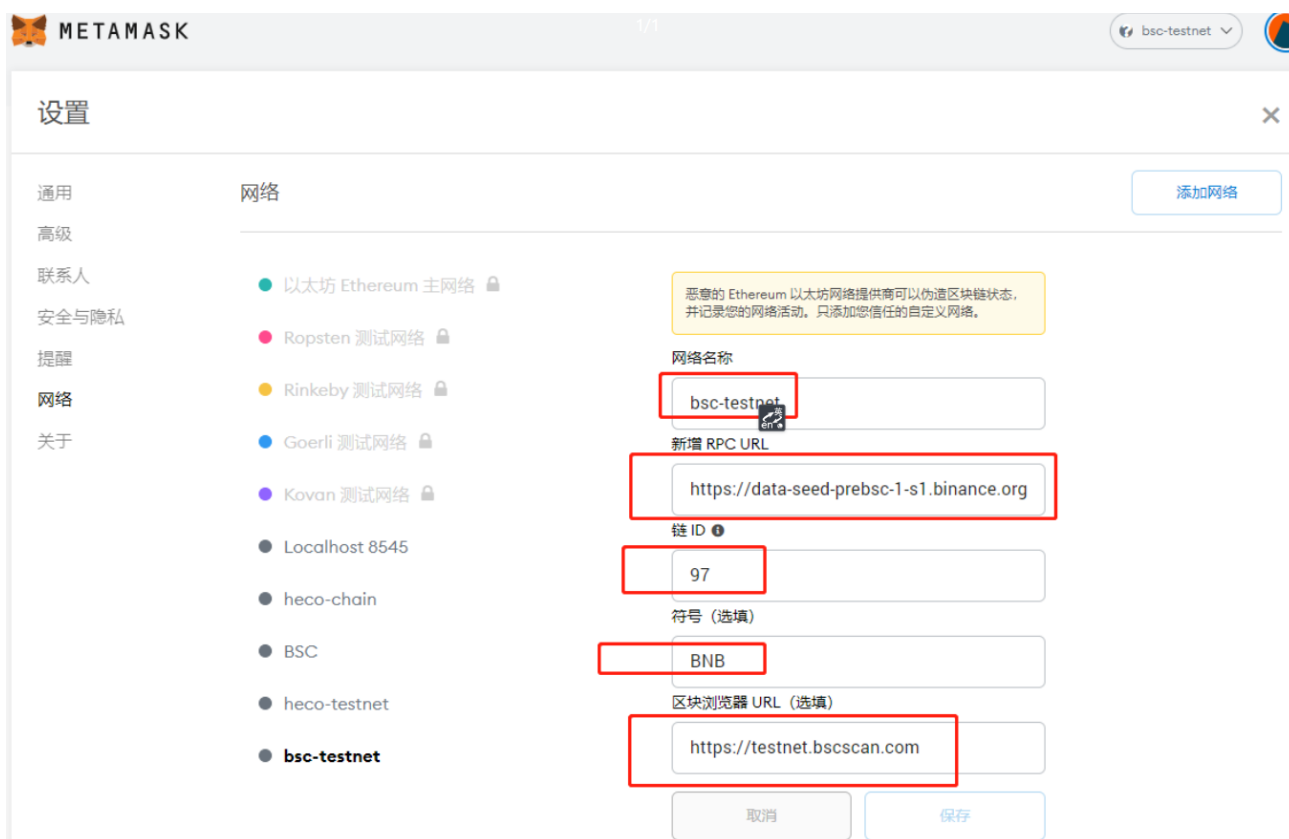 METAMASK
1/1
bsc-testnet
设置
通用
高级
联系人
安全与隐私
提醒
网络
关于
网络
添加网络
以太坊 Ethereum 主网络
Ropsten 测试网络
Rinkeby 测试网络
Goerli 测试网络
Kovan 测试网络
Localhost 8545
heco-chain
BSC
heco-testnet
bsc-testnet
恶意的 Ethereum 以太坊网络提供商可以伪造区块链状态，
并记录您的网络活动。只添加您信任的自定义网络。
网络名称
bsc-testnet
英
en
新增 RPC URL
https://data-seed-prebsc-1-s1.binance.org
链 ID
97
符号（选填）
BNB
区块浏览器 URL（选填）
https://testnet.bscscan.com
取消
保存